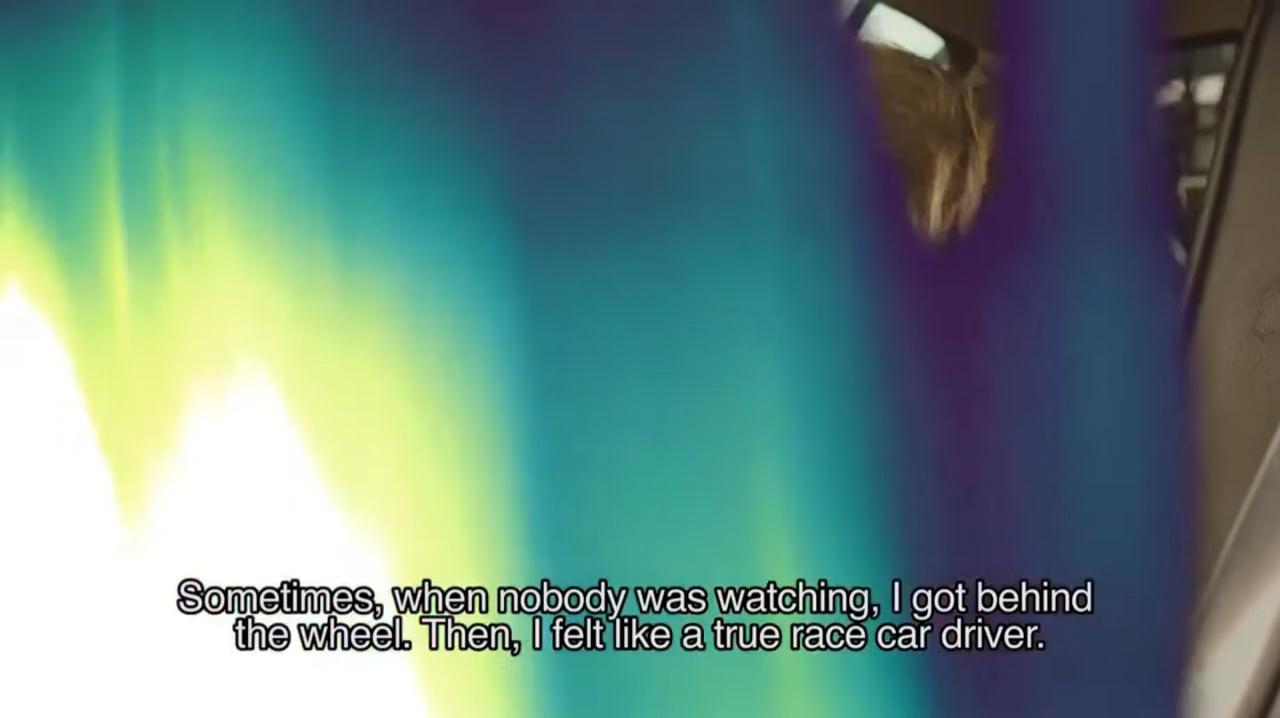 Sometimes, when nobody was watching, I got behind
the wheel. Then, I felt like a true race car driver.